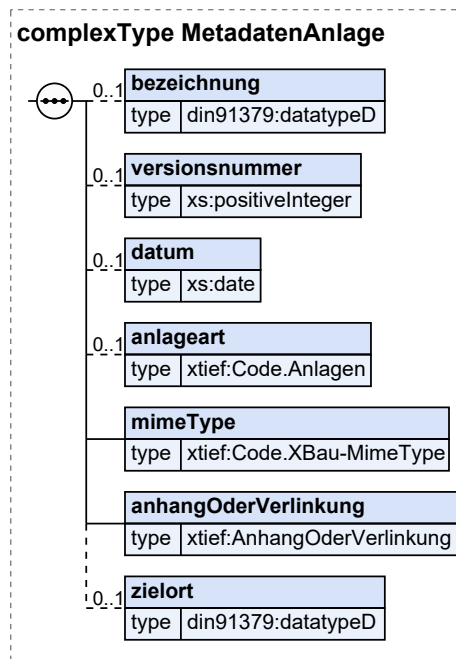 complexType MetadatenAnlage
0..1 bezeichnung
type din91379:datatypeD
0..1 versionsnummer
type xs:positiveInteger
0..1 datum
type xs:date
0..1 anlageart
type xtief:Code.Anlagen
mimeType
type xtief:Code.XBau-MimeType
anhangOderVerlinkung
type xtief:AnhangOderVerlinkung
0..1 zielort
type din91379:datatypeD